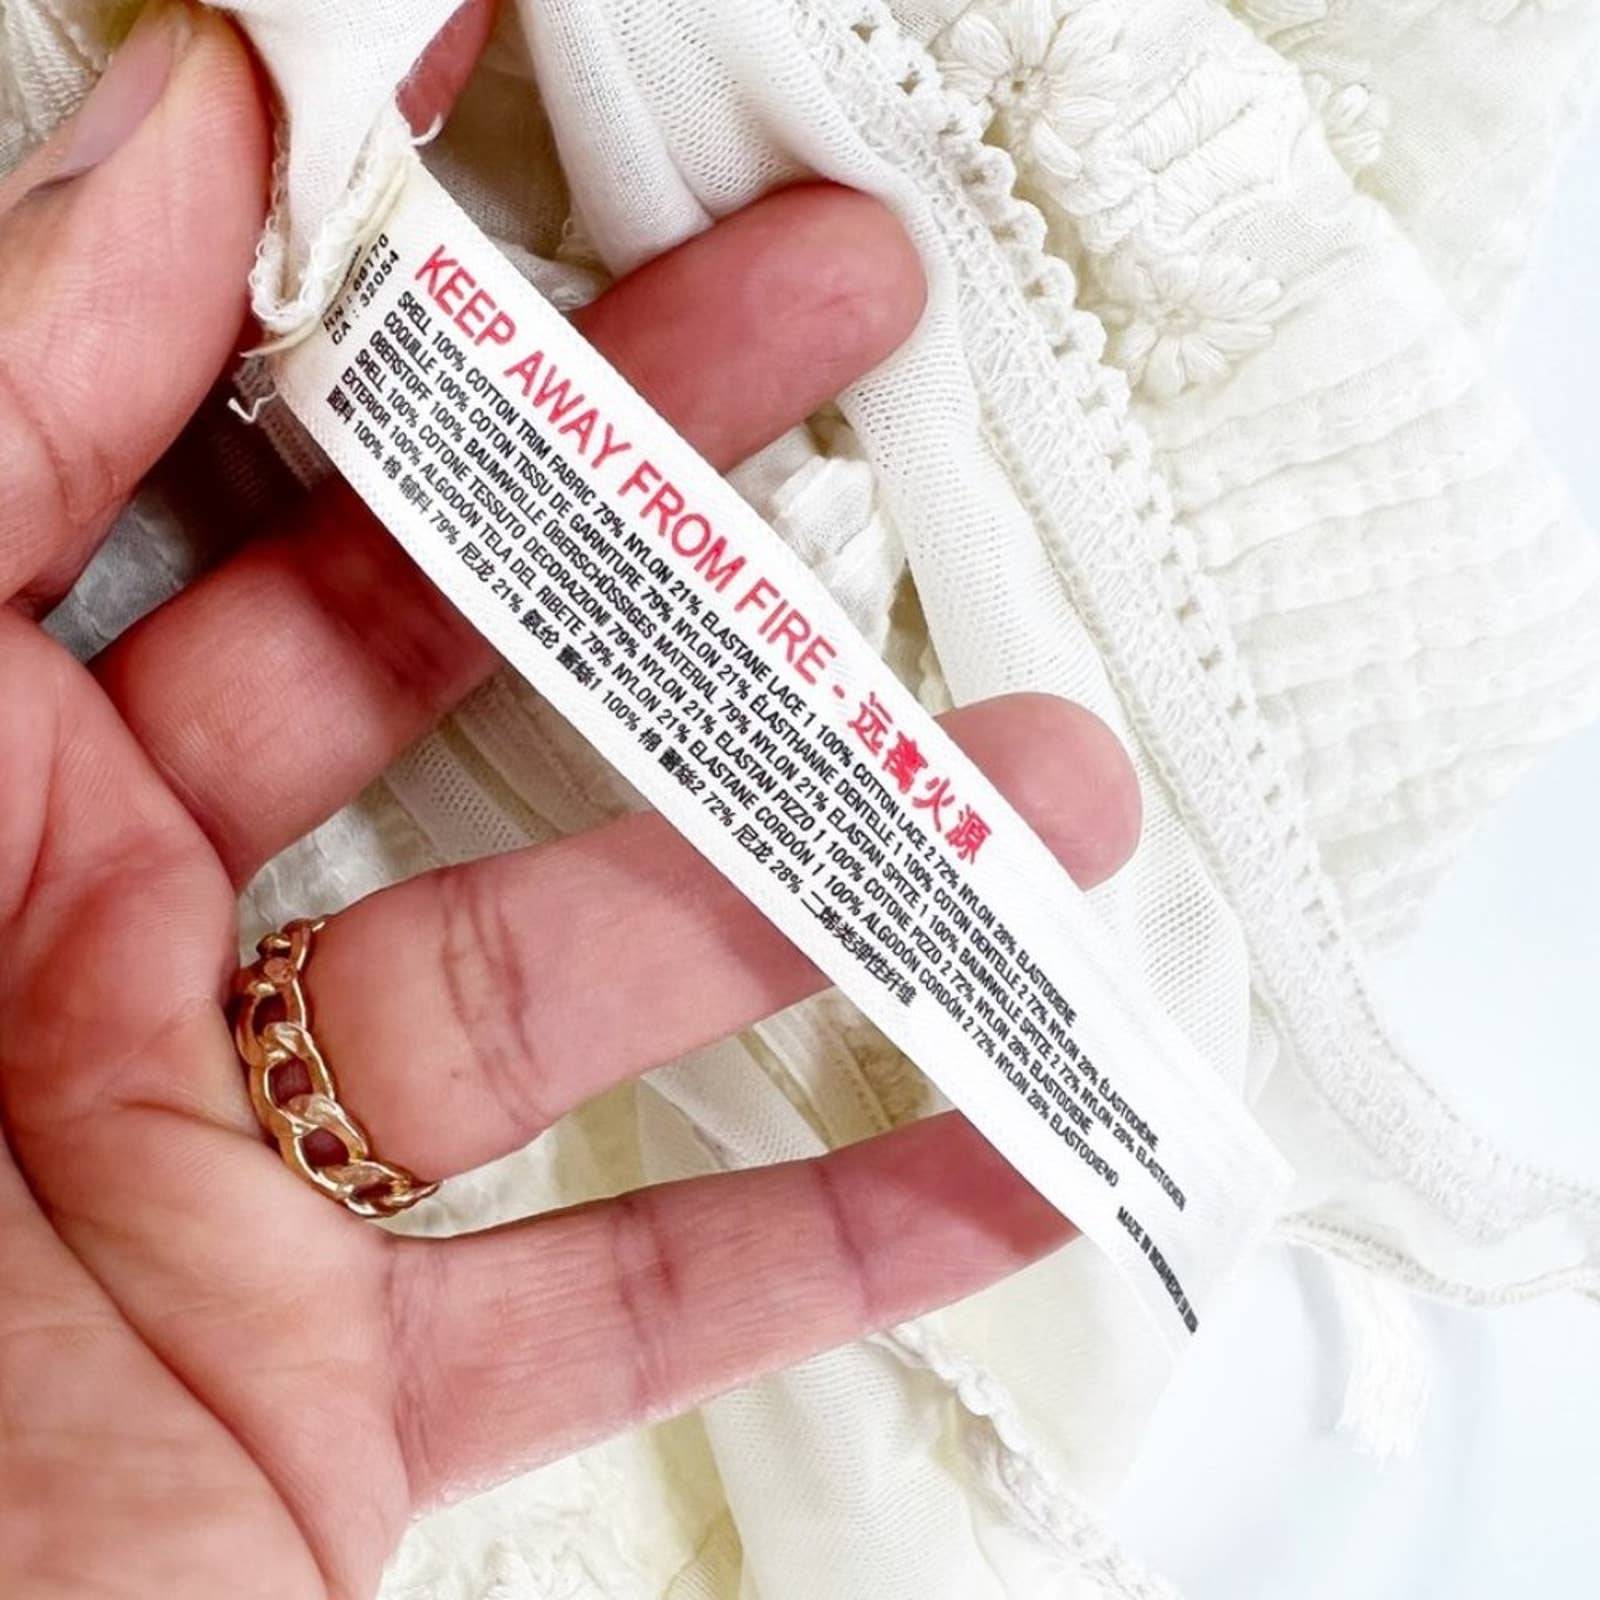 GA : 32054
KEEP AWAY FROM FIRE - 远离火源
SHELL 100% COTTON TRIM FABRIC 79% NYLON 21% ELASTANE LACE 1 100% COTTON LACE 2 72% NYLON 28% ELASTODIENE
COQUILLE 100% COTON TISSU DE GARNITURE 79% NYLON 21% ÉLASTHANNE DENTELLE 1 100% COTON DENTELLE 2 72% NYLON 28% ÉLASTODIÈNE
OBERSTOFF 100% BAUMWOLLE ÜBERSCHÜSSIGES MATERIAL 79% NYLON 21% ELASTAN SPITZE 1 100% BAUMWOLLE SPITZE 2 72% NYLON 28% ELASTODIEN
SHELL 100% COTONE TESSUTO DECORAZIONI 79% NYLON 21% ELASTAN PIZZO 1 100% COTONE PIZZO 2 72% NYLON 28% ELASTODIENE
EXTERIOR 100% ALGODÓN TELA DEL RIBETE 79% NYLON 21% ELASTANE CORDÓN 1 100% ALGODÓN CORDÓN 2 72% NYLON 28% ELASTODIENO
面料 100% 棉 辅料 79% 尼龙 21% 氨纶 蕾絲1 100% 棉 蕾絲2 72% 尼龙 28% 二烯类弹性纤维
MADE IN